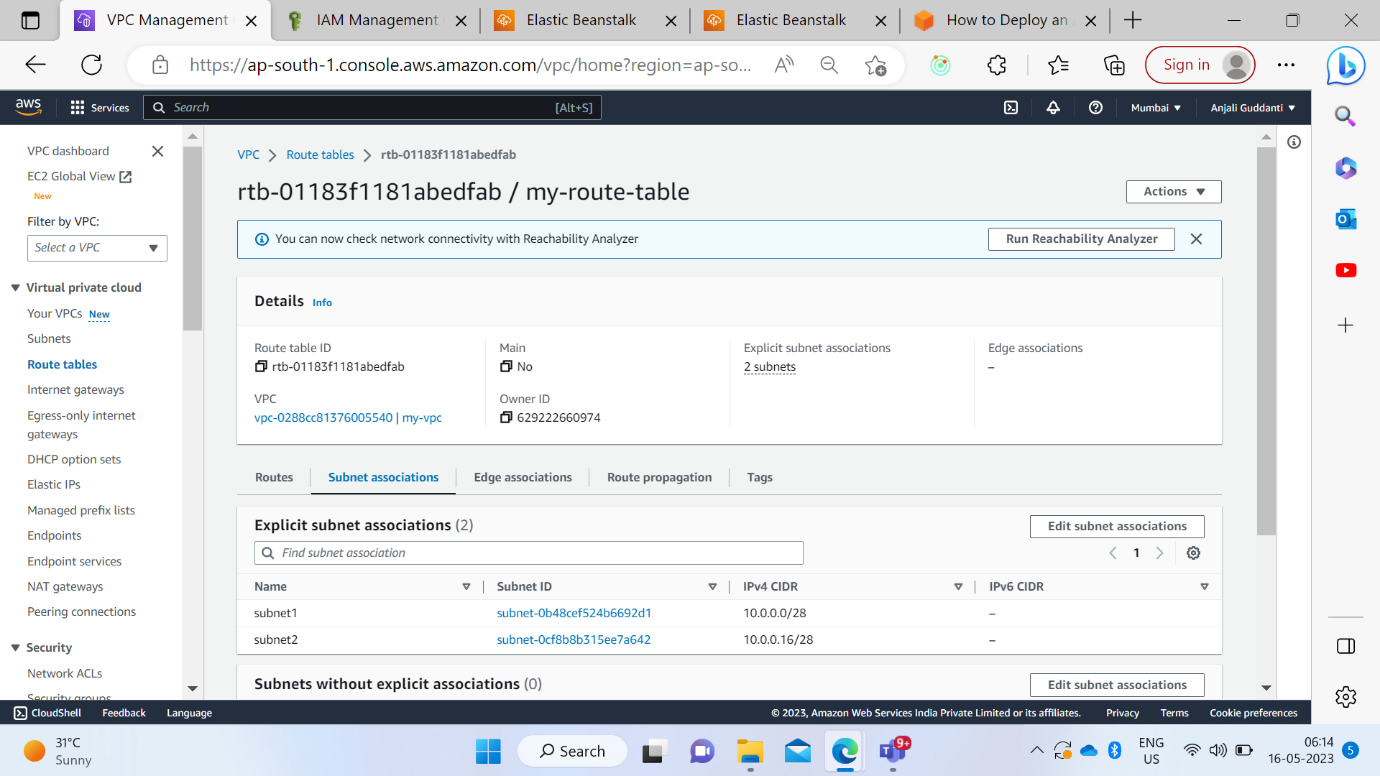 VPC Management
IAM Management
Elastic Beanstalk
Elastic Beanstalk
How to Deploy an
https://ap-south-1.console.aws.amazon.com/vpc/home?region=ap-so...
Sign in
aws
Services
Search
[Alt+S]
Mumbai
Anjali Guddanti
VPC dashboard
EC2 Global View
New
Filter by VPC:
Select a VPC
Virtual private cloud
Your VPCs New
Subnets
Route tables
Internet gateways
Egress-only internet
gateways
DHCP option sets
Elastic IPs
Managed prefix lists
Endpoints
Endpoint services
NAT gateways
Peering connections
Security
Network ACLs
Security groups
VPC > Route tables > rtb-01183f1181abedfab
rtb-01183f1181abedfab / my-route-table
Actions
You can now check network connectivity with Reachability Analyzer
Run Reachability Analyzer
Details Info
Route table ID
rtb-01183f1181abedfab
Main
No
Explicit subnet associations
2 subnets
Edge associations
–
VPC
vpc-0288cc81376005540 | my-vpc
Owner ID
629222660974
Routes
Subnet associations
Edge associations
Route propagation
Tags
Explicit subnet associations (2)
Edit subnet associations
Find subnet association
1
Name
Subnet ID
IPv4 CIDR
IPv6 CIDR
subnet1
subnet-0b48cef524b6692d1
10.0.0.0/28
–
subnet2
subnet-0cf8b8b315ee7a642
10.0.0.16/28
–
Subnets without explicit associations (0)
Edit subnet associations
CloudShell
Feedback
Language
© 2023, Amazon Web Services India Private Limited or its affiliates.
Privacy
Terms
Cookie preferences
31°C
Sunny
Search
9+
ENG
US
06:14
16-05-2023
5